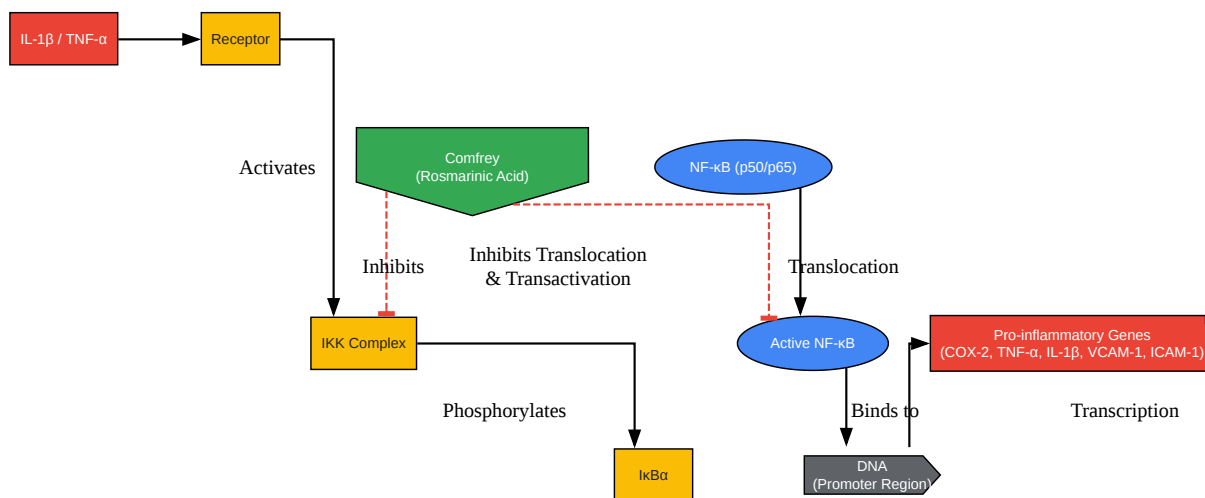 IL-1β / TNF-α
Receptor
Activates
Comfrey
(Rosmarinic Acid)
NF-κB (p50/p65)
Inhibits
Inhibits Translocation
& Transactivation
Translocation
IKK Complex
Active NF-κB
Pro-inflammatory Genes
(COX-2, TNF-α, IL-1β, VCAM-1, ICAM-1)
Phosphorylates
Binds to
Transcription
IκBα
DNA
(Promoter Region)